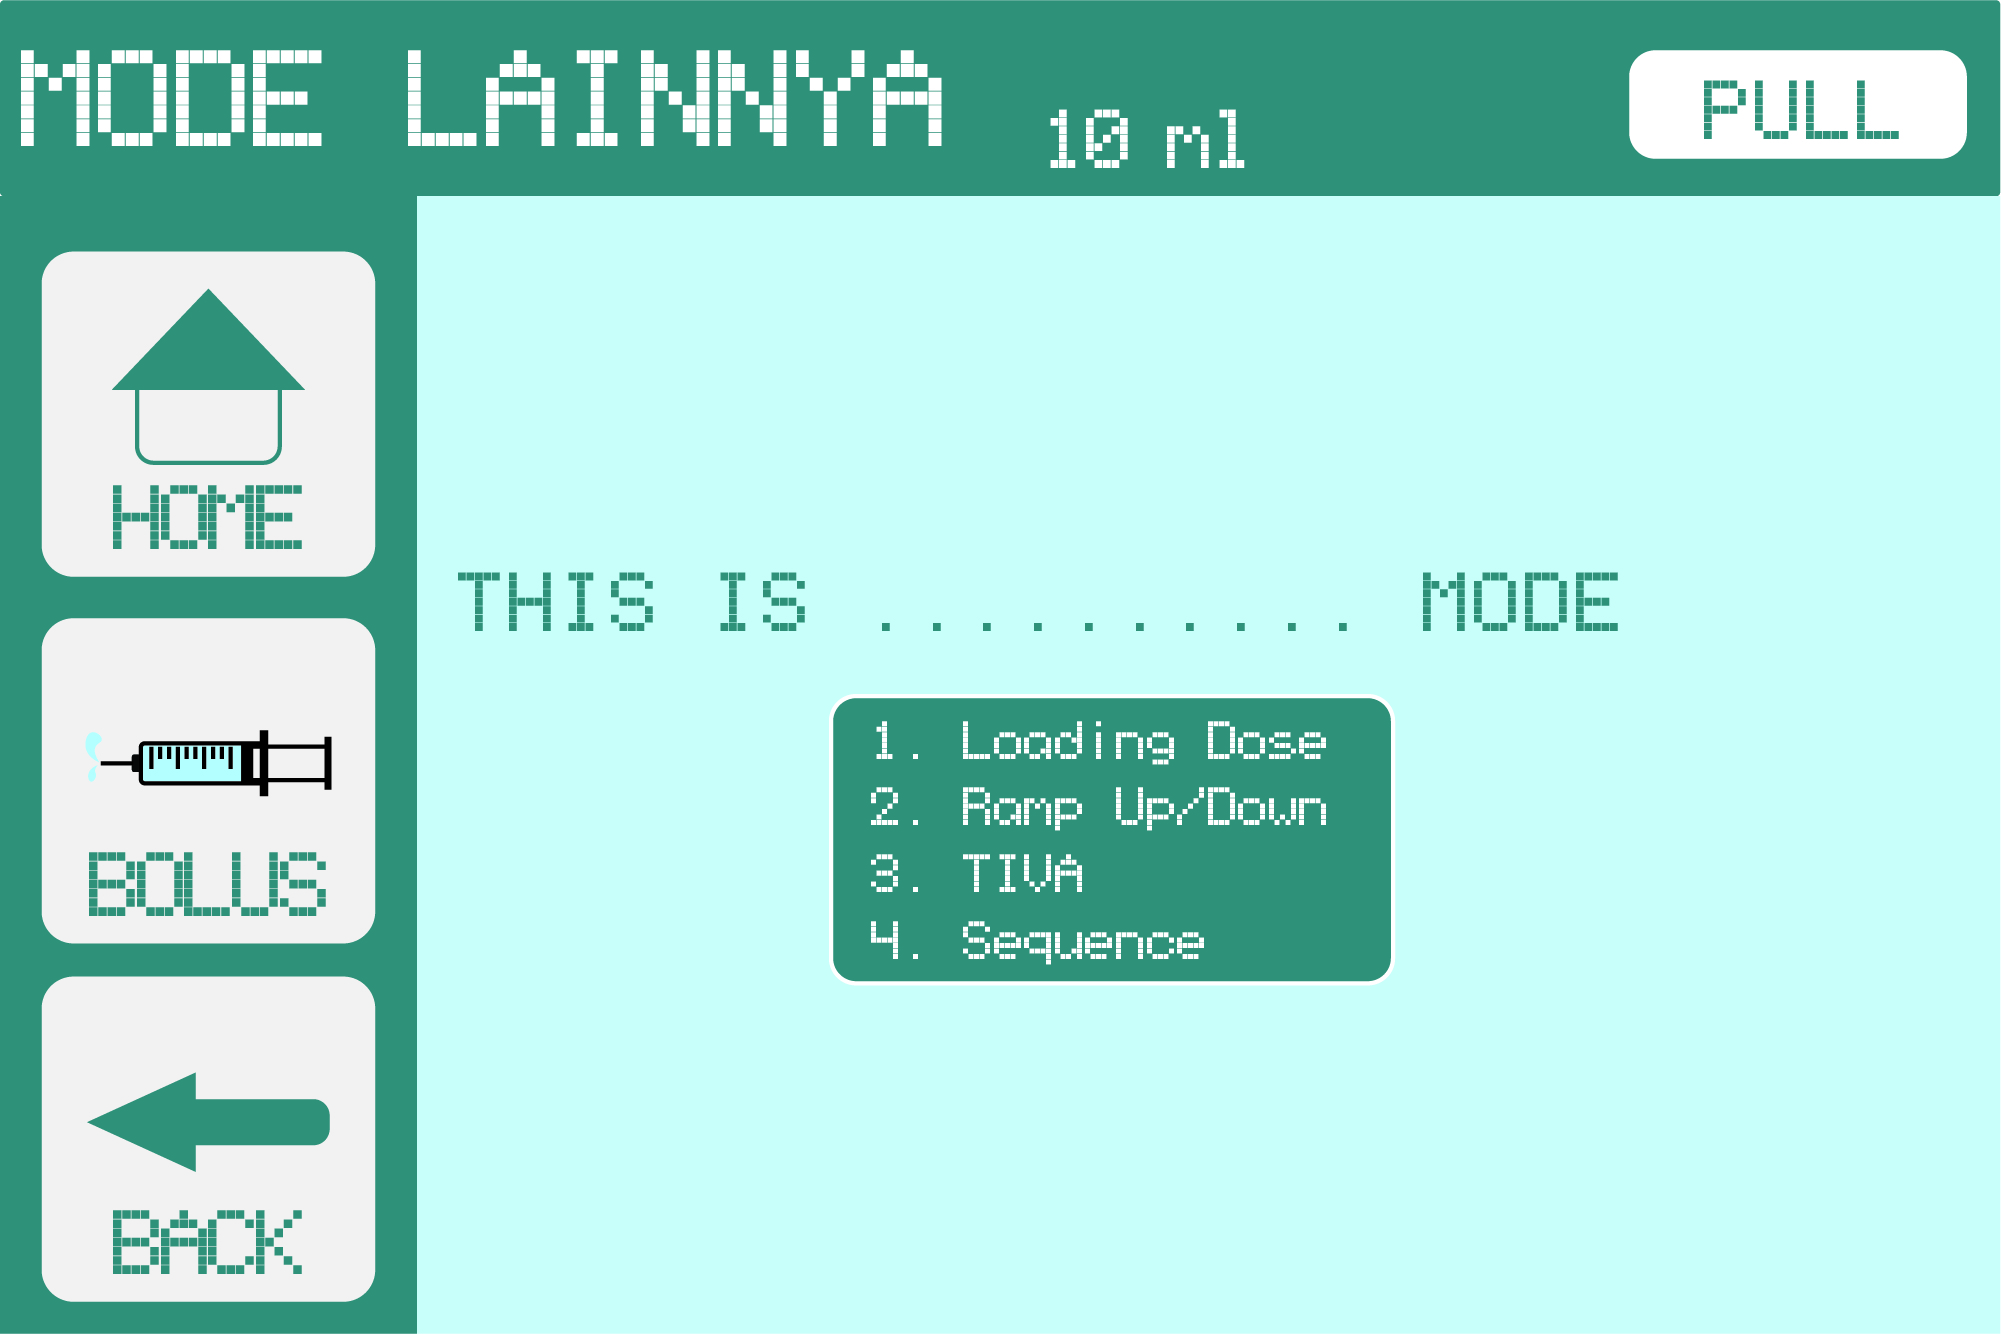 MODE LAINNYA 10 ml PULL
HOME
THIS IS .......... MODE
1. Loading Dose
2. Ramp Up/Down
3. TIVA
4. Sequence
BOLUS
BACK